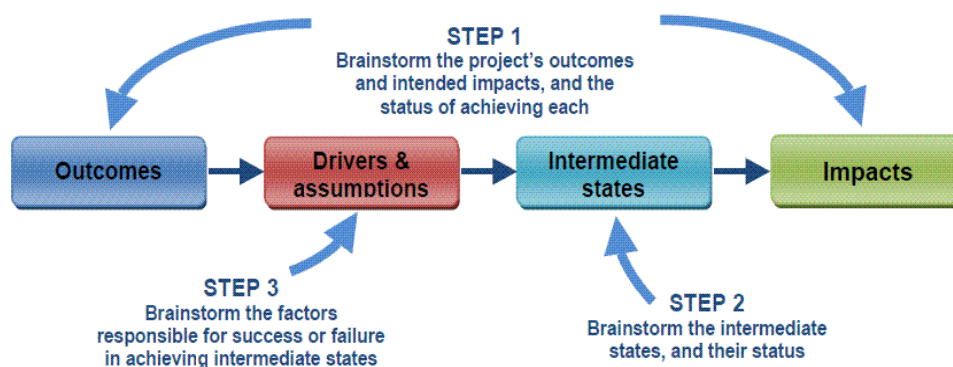 STEP 1
Brainstorm the project's outcomes
and intended impacts, and the
status of achieving each
Outcomes
Drivers &
assumptions
Intermediate
states
Impacts
STEP 3
Brainstorm the factors
responsible for success or failure
in achieving intermediate states
STEP 2
Brainstorm the intermediate
states, and their status